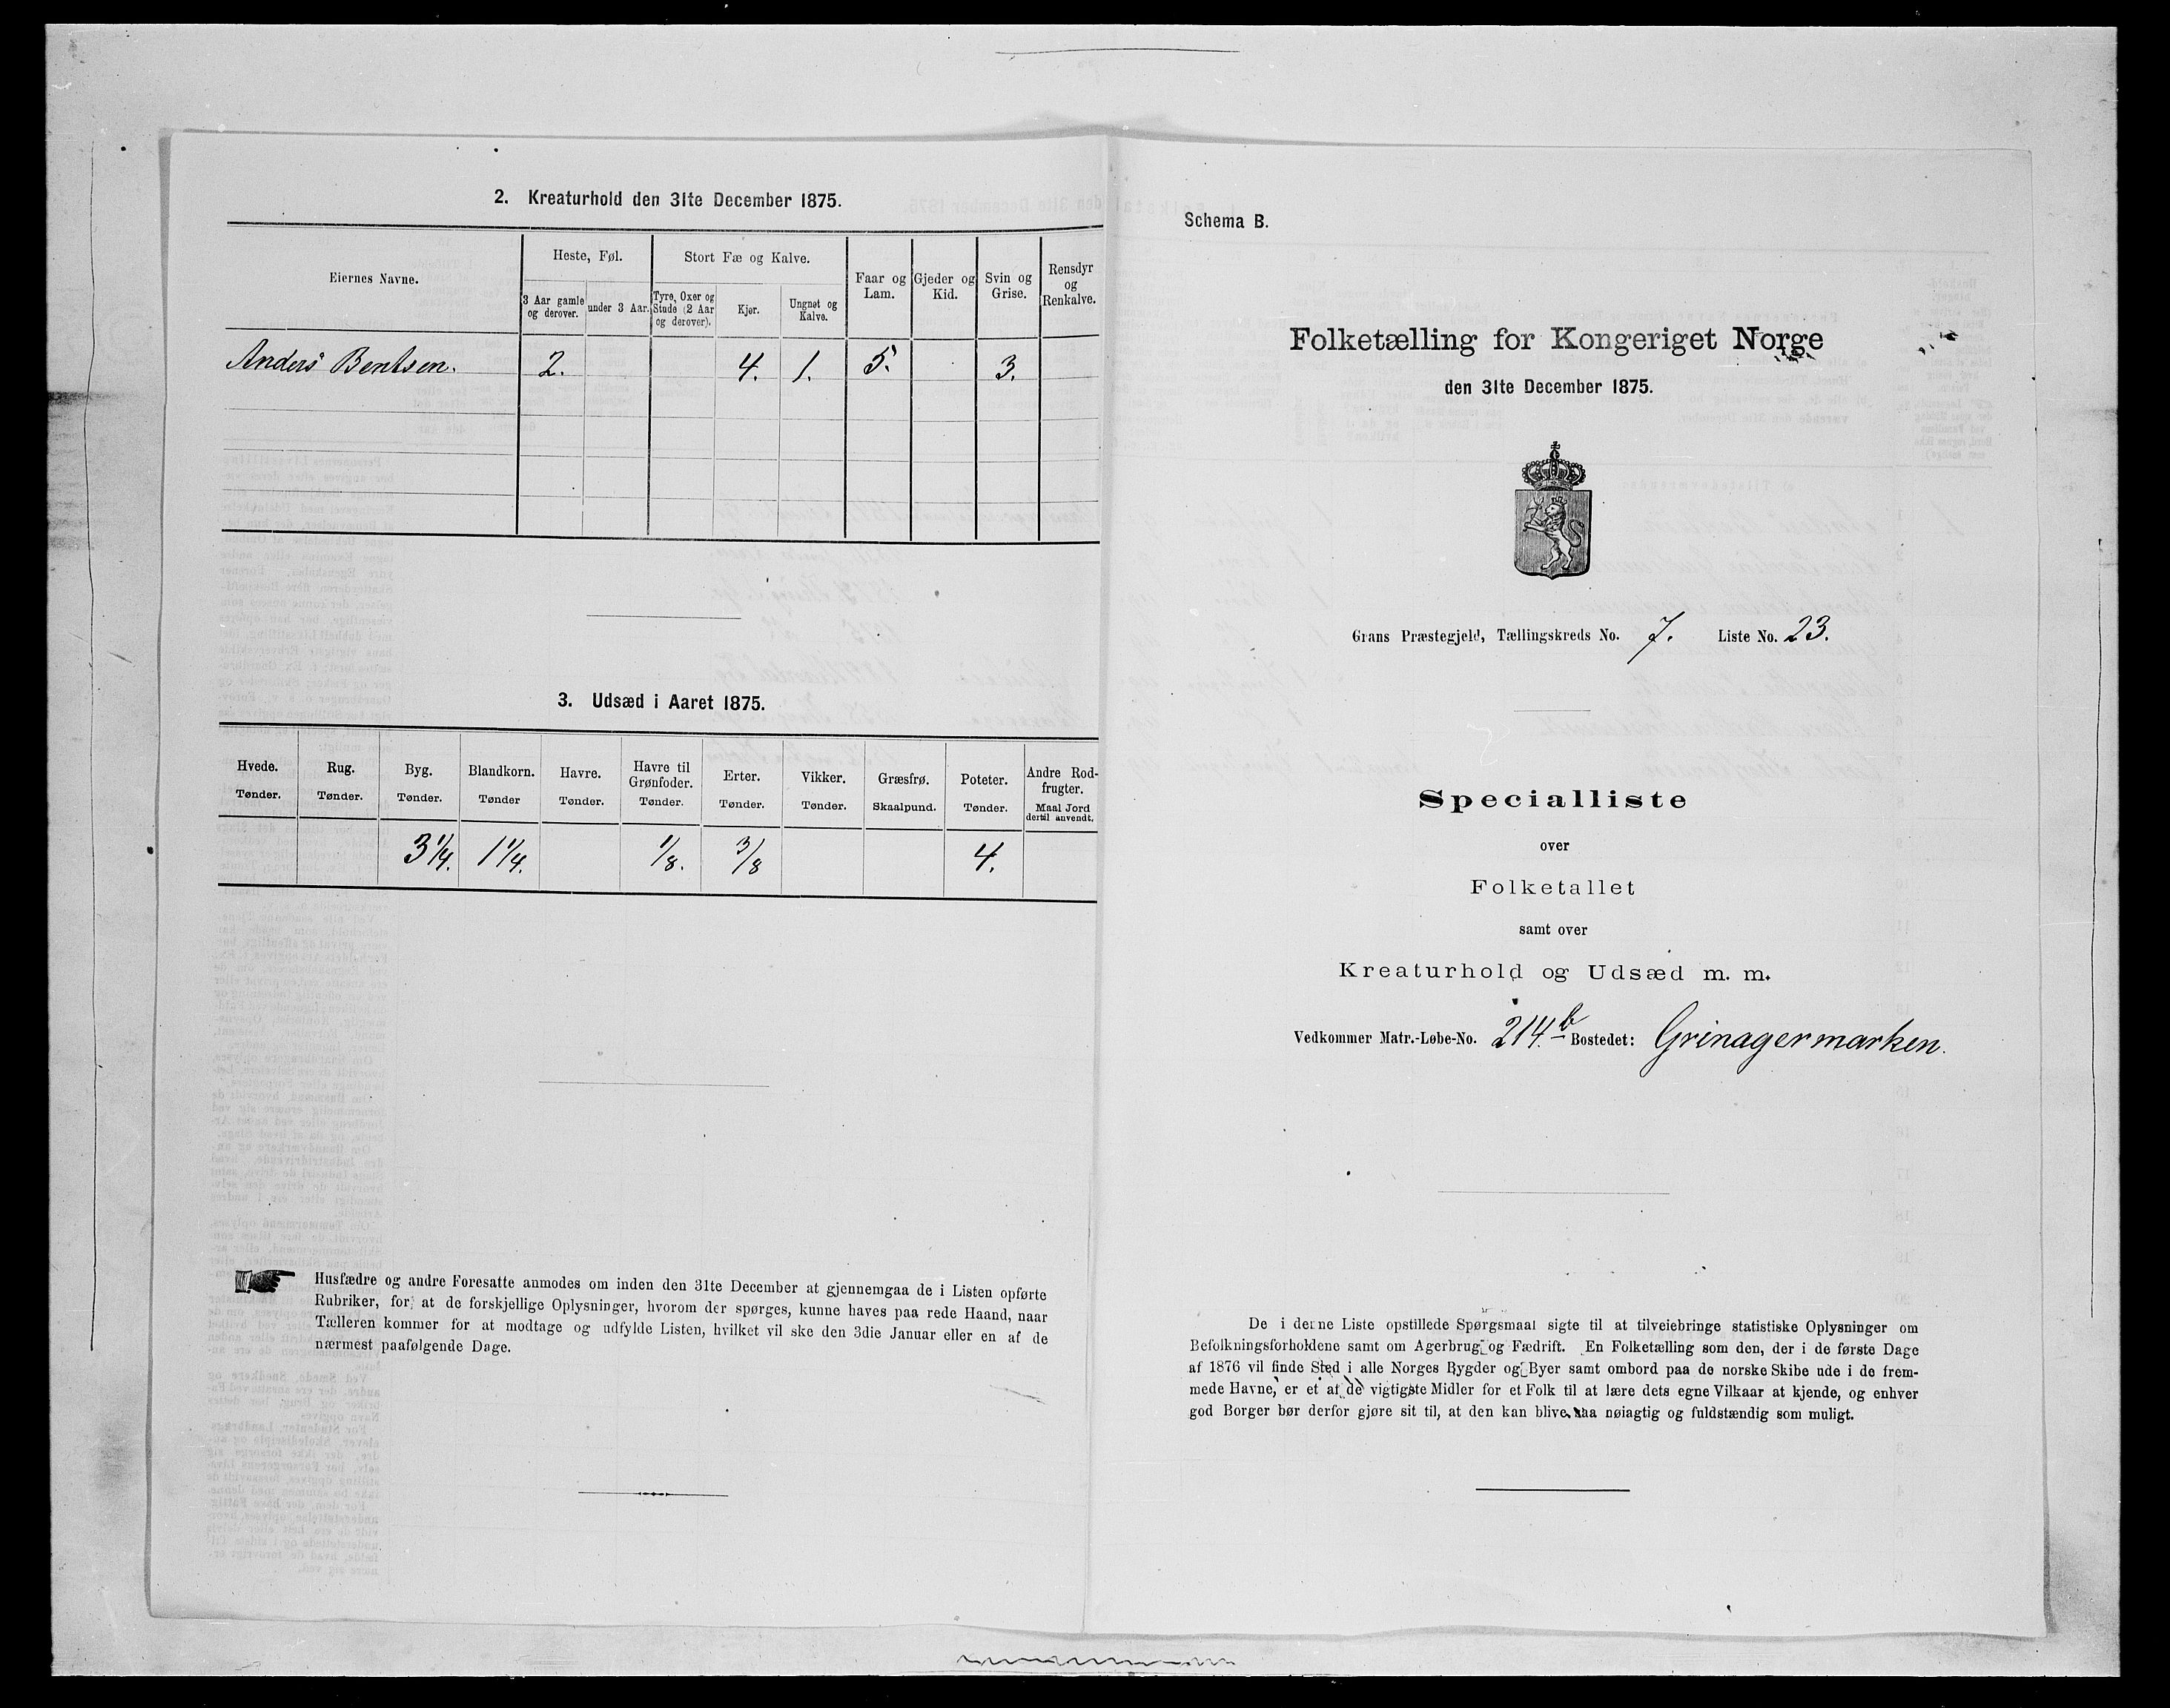 2. Kreaturhold den 31te December 1875.
Eiernes Navne.
Heste, Føl.
Stort Fæ og Kalve.
Faar og Lam.
Gjeder og Kid.
Svin og Grise.
Rensdyr og Renkalve.
3 Aar gamle og derover.
under 3 Aar.
Tyre, Oxer og Stude (2 Aar og derover).
Kjør.
Ungnøt og Kalve.
Anders Bentsen. 2. 4. 1. 5. 3.
3. Udsæd i Aaret 1875.
Hvede. Rug. Byg. Blandkorn. Havre. Havre til Grønfoder. Erter. Vikker. Græsfrø. Poteter. Andre Rodfrugter.
Tønder. Tønder. Tønder. Tønder Tønder. Tønder. Tønder. Tønder. Skaalpund. Tønder. Maal Jord dertil anvendt.
3 1/4. 1 1/4. 1/8. 3/8 4.
Husfædre og andre Foresatte anmodes om inden den 31te December at gjennemgaa de i Listen opførte
Rubriker, for at de forskjellige Oplysninger, hvorom der spørges, kunne haves paa rede Haand, naar
Tælleren kommer for at modtage og udfylde Listen, hvilket vil ske den 3die Januar eller en af de
nærmest paafølgende Dage.
Schema B.
Folketælling for Kongeriget Norge
den 31te December 1875.
Grans Præstegjeld, Tællingskreds No. 7. Liste No. 23.
Specialliste
over
Folketallet
samt over
Kreaturhold og Udsæd m. m.
Vedkommer Matr.-Løbe-No. 214.b Bostedet: Grinagermarken.
De i denne Liste opstillede Spørgsmaal sigte til at tilveiebringe statistiske Oplysninger om
Befolkningsforholdene samt om Agerbrug og Fædrift. En Folketælling som den, der i de første Dage
af 1876 vil finde Sted i alle Norges Bygder og Byer samt ombord paa de norske Skibe ude i de frem-
mede Havne, er et af de vigtigste Midler for et Folk til at lære dets egne Vilkaar at kjende, og enhver
god Borger bør derfor gjøre sit til, at den kan blive saa nøiagtig og fuldstændig som muligt.